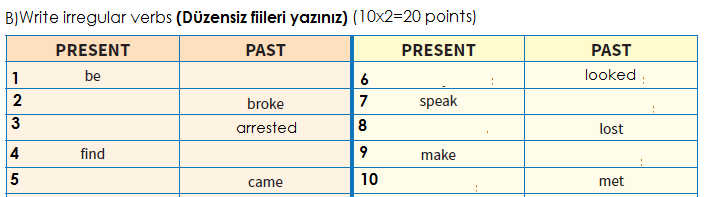 B)Write irregular verbs (Düzensiz fiileri yazınız) (10x2=20 points)
PRESENT PAST PRESENT PAST
1 be 6 looked
2 broke 7 speak
3 arrested 8 lost
4 find 9 make
5 came 10 met